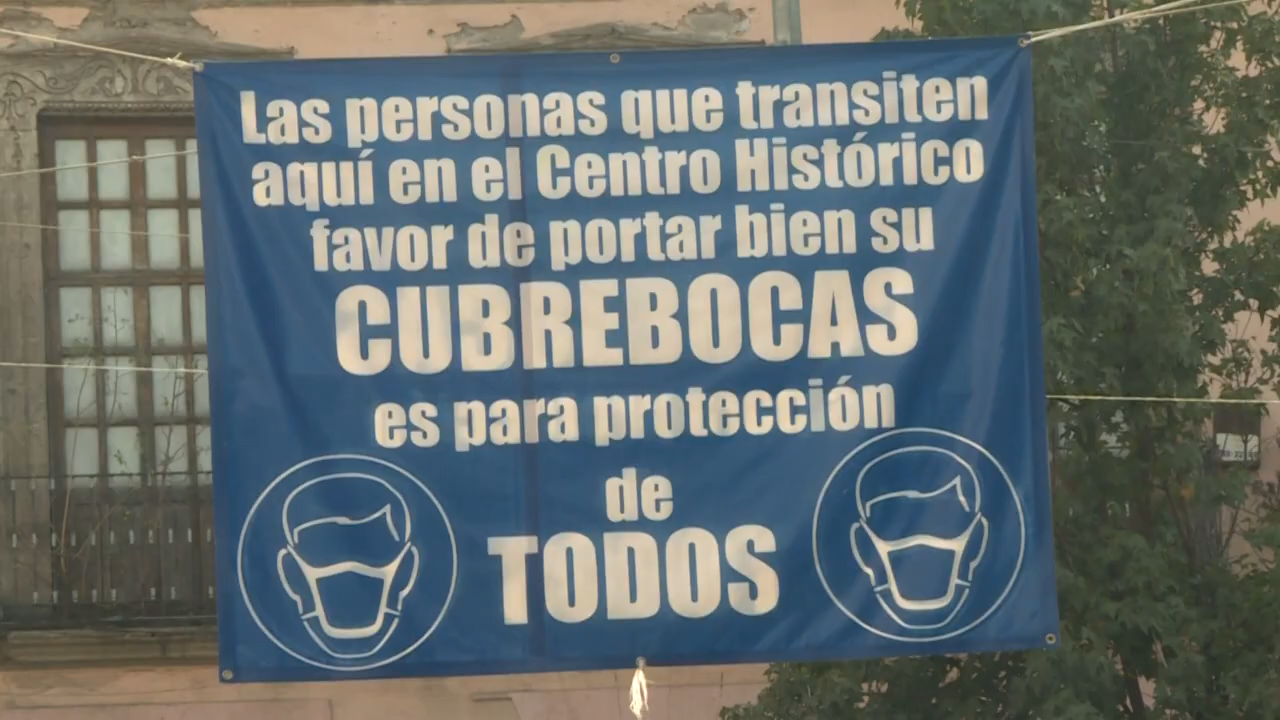 Las personas que transiten
aquí en el Centro Histórico
favor de portar bien su
CUBREBOCAS
es para protección
de
TODOS